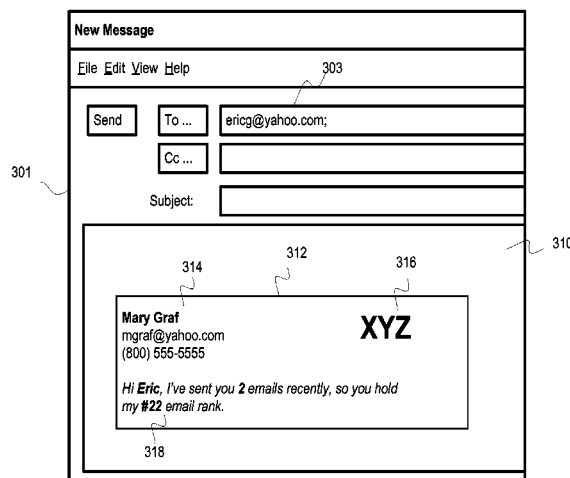 New Message
File Edit View Help
303
Send To ... ericg@yahoo.com;
Cc ...
301
Subject:
310
312
314
316
Mary Graf
XYZ
mgraf@yahoo.com
(800) 555-5555
Hi Eric, I've sent you 2 emails recently, so you hold
my #22 email rank.
318